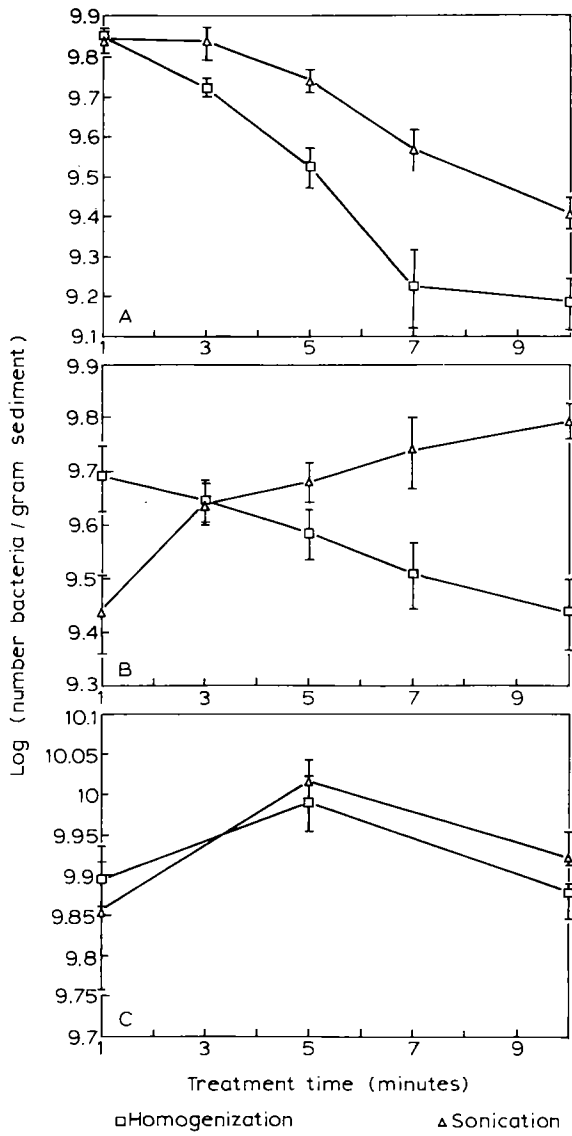 9.9
9.8
9.7
9.6
9.5
9.4
9.3
9.2
9.1
A
1 3 5 7 9
9.9
9.8
9.7
9.6
9.5
9.4
9.3
B
1 3 5 7 9
10.1
10.05
10
9.95
9.9
9.85
9.8
9.75
9.7
C
1 3 5 7 9
Log (number bacteria / gram sediment)
Treatment time (minutes)
Homogenization Sonication